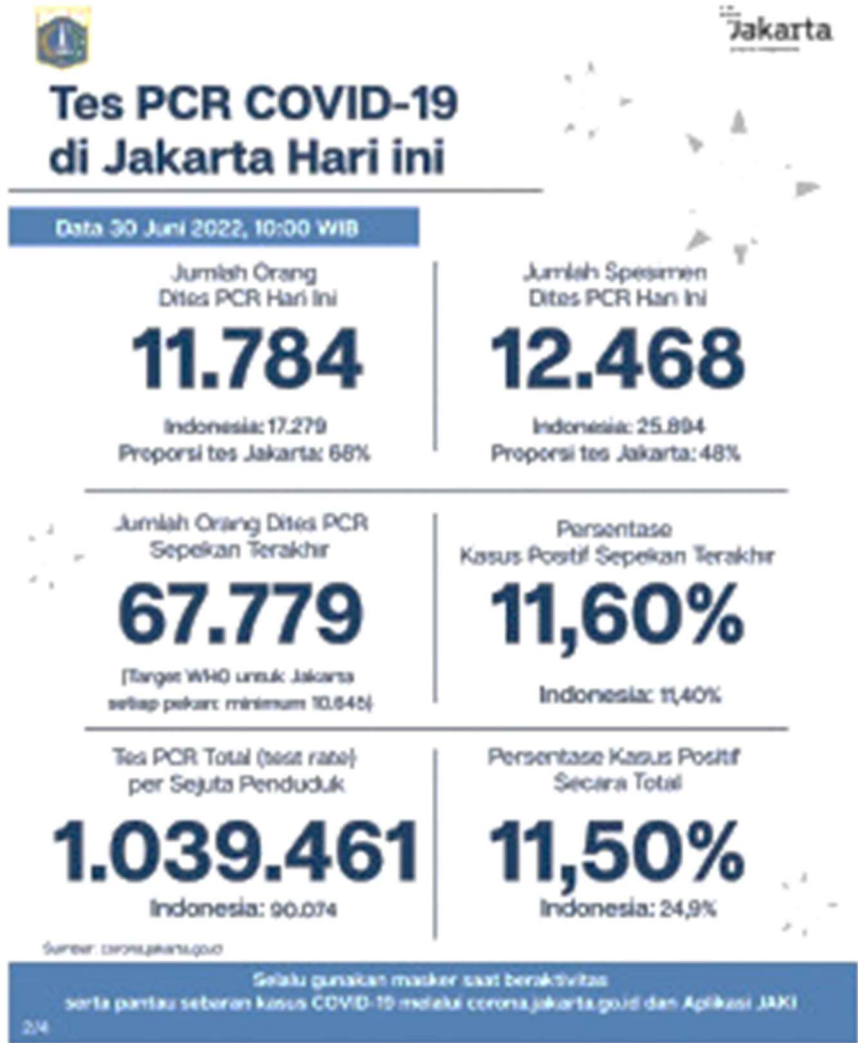 Jakarta
Tes PCR COVID-19
di Jakarta Hari ini
Data 30 Juni 2022, 10:00 WIB
Jumlah Orang
Dites PCR Hari Ini
11.784
Indonesia: 17.279
Proporsi tes Jakarta: 68%
Jumlah Spesimen
Dites PCR Hari Ini
12.468
Indonesia: 25.894
Proporsi tes Jakarta: 48%
Jumlah Orang Dites PCR
Sepekan Terakhir
67.779
(Target WHO untuk Jakarta
setiap pekan: minimum 10.645)
Persentase
Kasus Positif Sepekan Terakhir
11,60%
Indonesia: 11,40%
Tes PCR Total (test rate)
per Sejuta Penduduk
1.039.461
Indonesia: 90.074
Persentase Kasus Positif
Secara Total
11,50%
Indonesia: 24,9%
Sumber: corona.jakarta.go.id
Selalu gunakan masker saat beraktivitas
serta pantau sebaran kasus COVID-19 melalui corona.jakarta.go.id dan Aplikasi JAKI
2/4